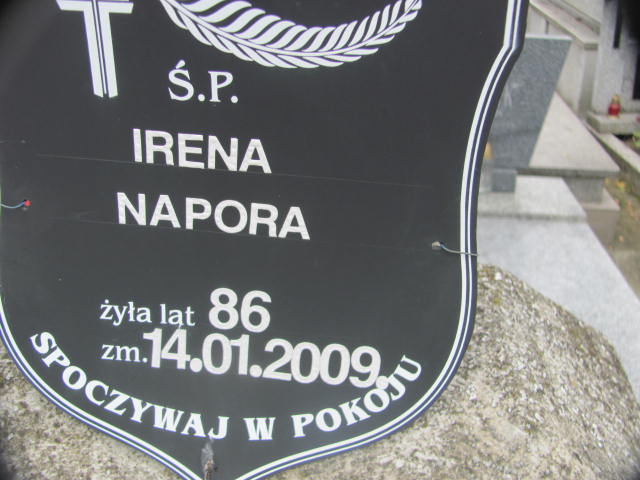 Ś.P.
IRENA
NAPORA
żyła lat 86
zm. 14.01.2009.
SPOCZYWAJ W POKOJU